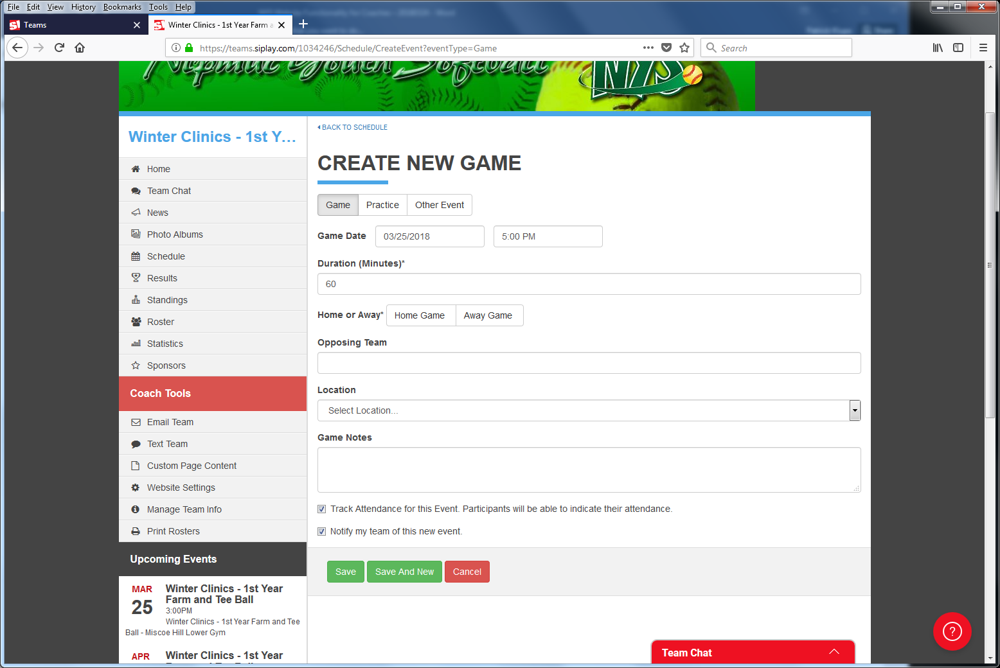 File Edit View History Bookmarks Tools Help
Teams
Winter Clinics - 1st Year Farm a
https://teams.siplay.com/1034246/Schedule/CreateEvent?eventType=Game
Search
Neptune Youth Softball
NYS
Winter Clinics - 1st Y...
Home
Team Chat
News
Photo Albums
Schedule
Results
Standings
Roster
Statistics
Sponsors
Coach Tools
Email Team
Text Team
Custom Page Content
Website Settings
Manage Team Info
Print Rosters
Upcoming Events
MAR
25
Winter Clinics - 1st Year
Farm and Tee Ball
3:00PM
Winter Clinics - 1st Year Farm and Tee
Ball - Miscoe Hill Lower Gym
APR
Winter Clinics - 1st Year
BACK TO SCHEDULE
CREATE NEW GAME
Game Practice Other Event
Game Date 03/25/2018 5:00 PM
Duration (Minutes)*
60
Home or Away* Home Game Away Game
Opposing Team
Location
Select Location...
Game Notes
Track Attendance for this Event. Participants will be able to indicate their attendance.
Notify my team of this new event.
Save Save And New Cancel
?
Team Chat